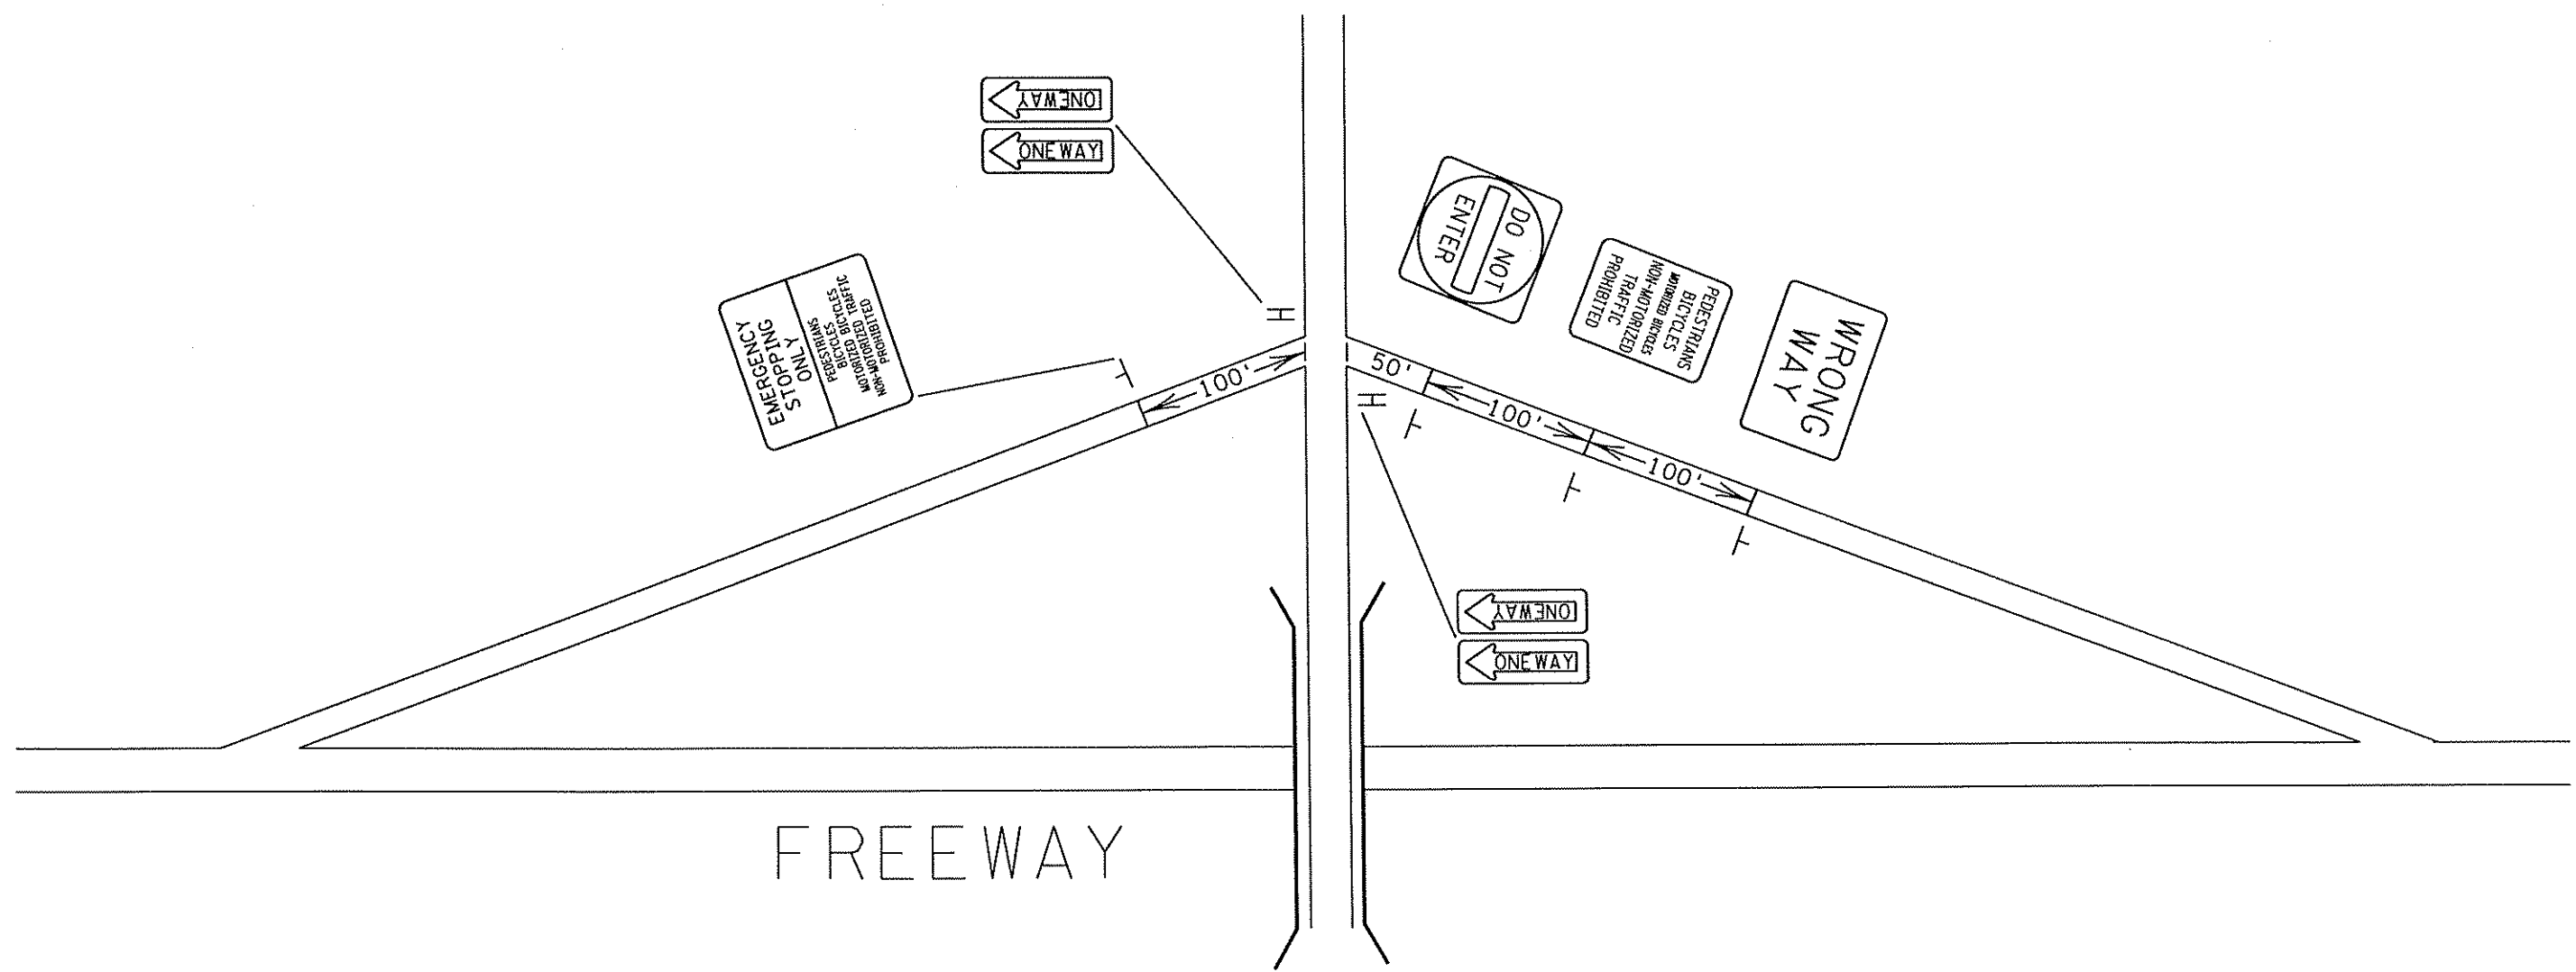 ONE WAY
ONE WAY
DO NOT
ENTER
PEDESTRIANS
BICYCLES
MOTORIZED BICYCLES
NON-MOTORIZED
TRAFFIC
PROHIBITED
WRONG
WAY
EMERGENCY
STOPPING
ONLY
PEDESTRIANS
BICYCLES
MOTORIZED BICYCLES
NON-MOTORIZED TRAFFIC
PROHIBITED
100'
50'
100'
100'
ONE WAY
ONE WAY
FREEWAY